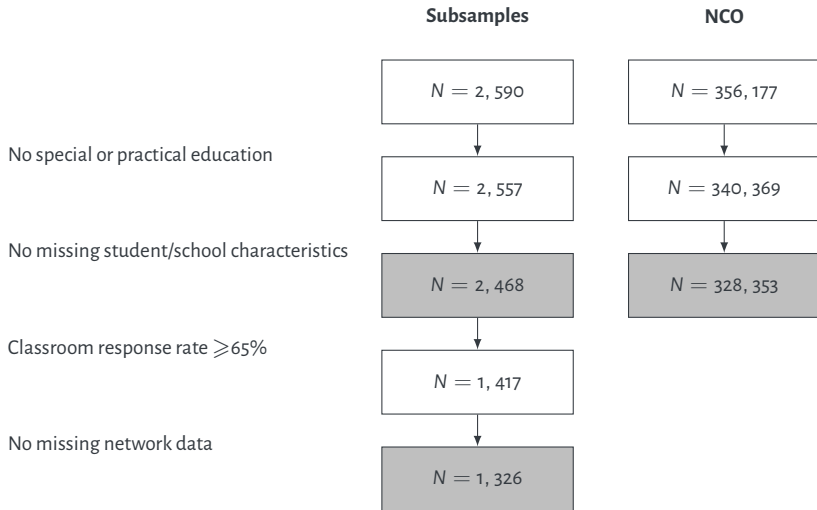 Subsamples NCO
N = 2, 590 N = 356, 177
No special or practical education
N = 2, 557 N = 340, 369
No missing student/school characteristics
N = 2, 468 N = 328, 353
Classroom response rate ⩾65%
N = 1, 417
No missing network data
N = 1, 326